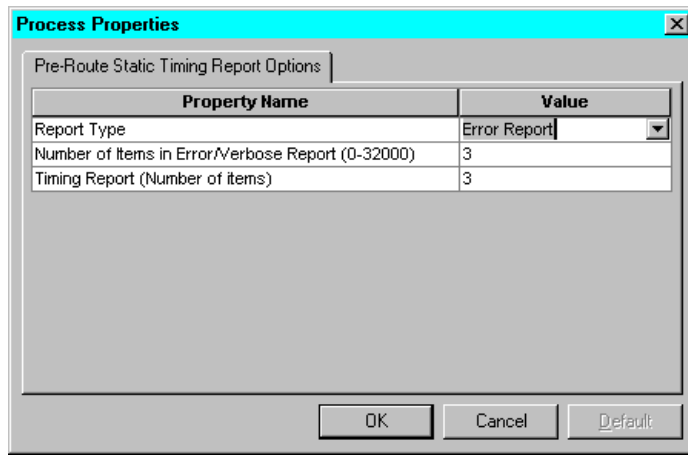 Process Properties
Pre-Route Static Timing Report Options
Property Name Value
Report Type Error Report
Number of Items in Error/Verbose Report (0-32000) 3
Timing Report (Number of items) 3
OK Cancel Default